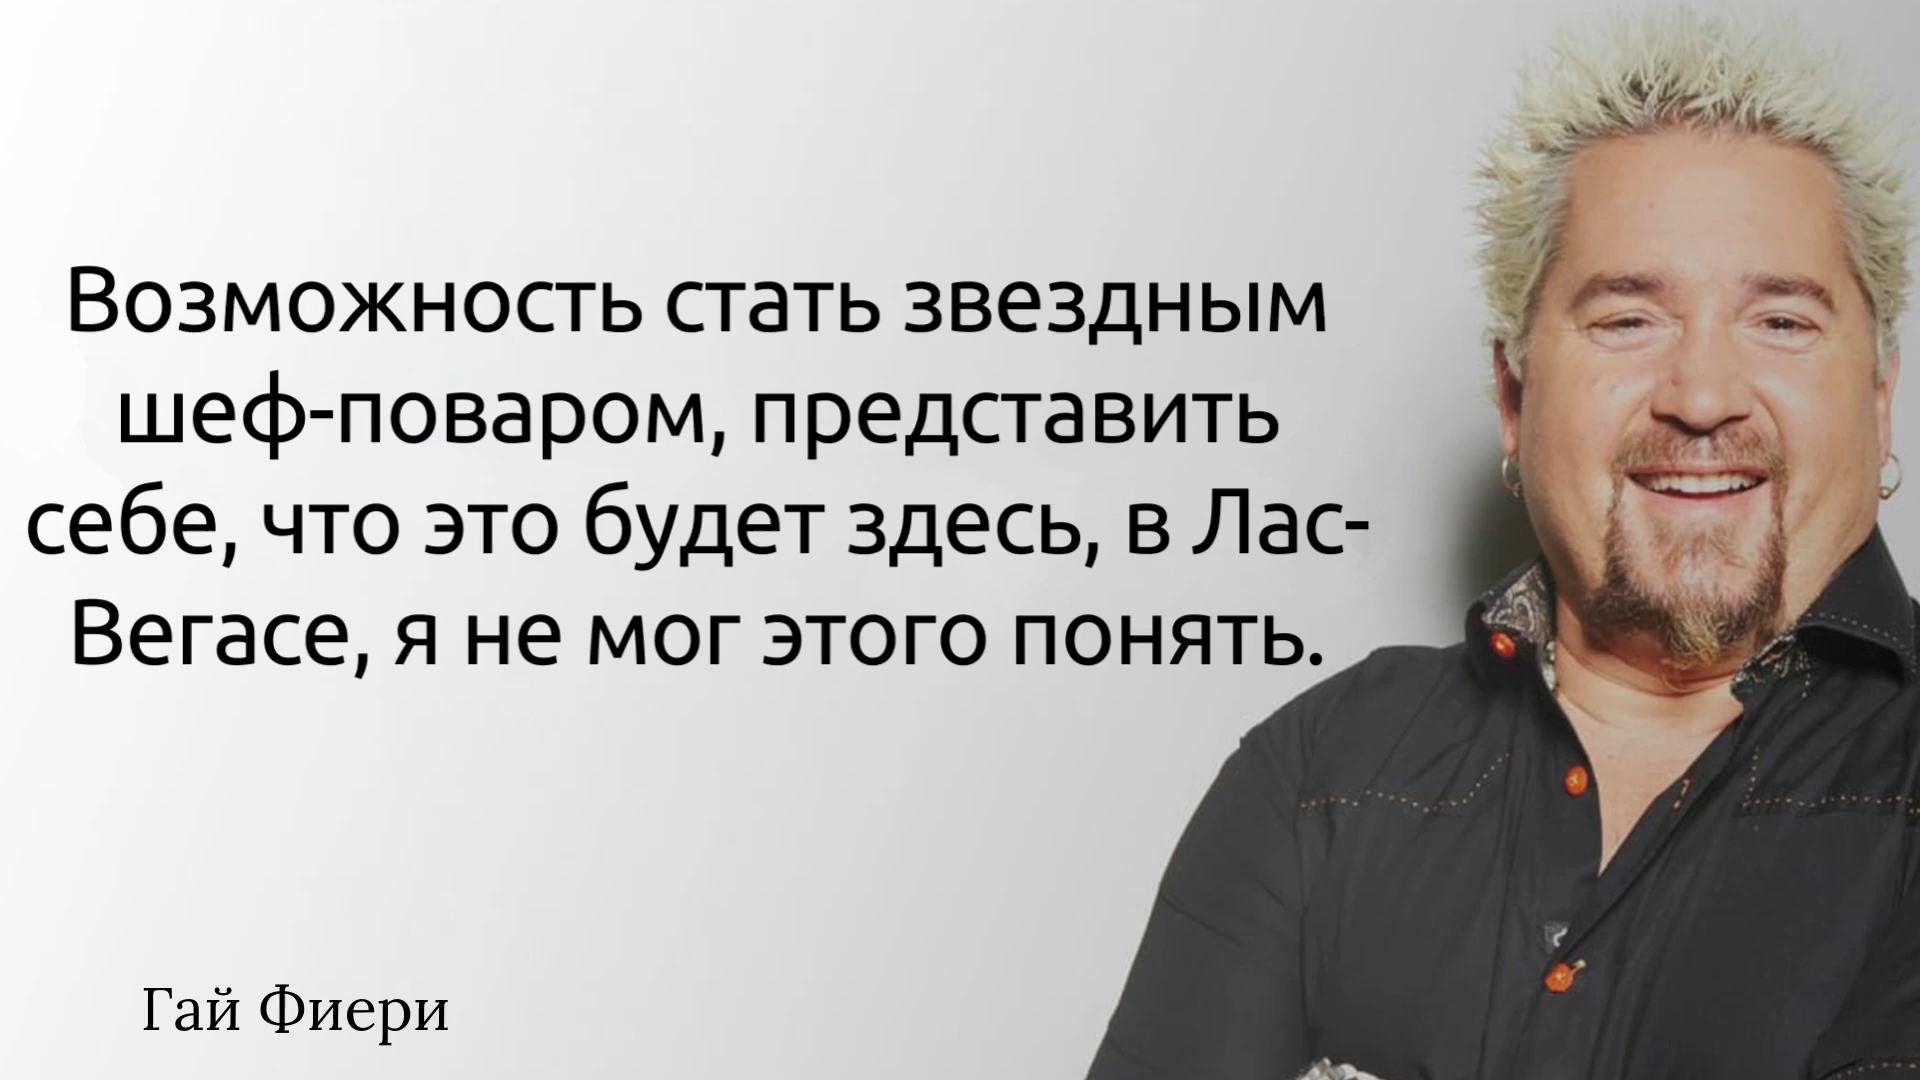 Возможность стать звездным
шеф-поваром, представить
себе, что это будет здесь, в Лас-
Вегасе, я не мог этого понять.
Гай Фиери